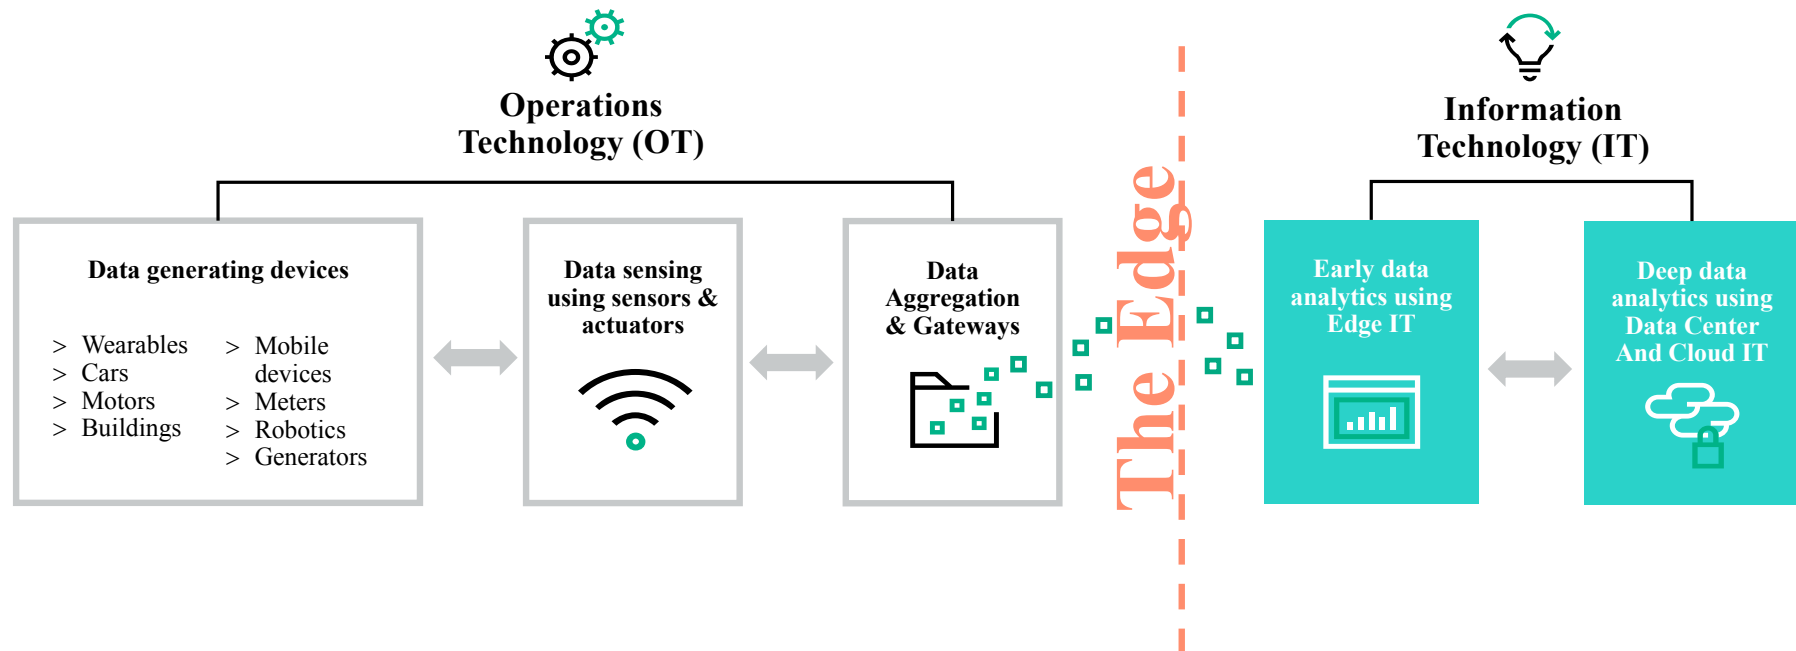 Operations
Technology (OT)
Information
Technology (IT)
Data generating devices
> Wearables
> Cars
> Motors
> Buildings
> Mobile
devices
> Meters
> Robotics
> Generators
Data sensing
using sensors &
actuators
Data
Aggregation
& Gateways
The Edge
Early data
analytics using
Edge IT
Deep data
analytics using
Data Center
And Cloud IT